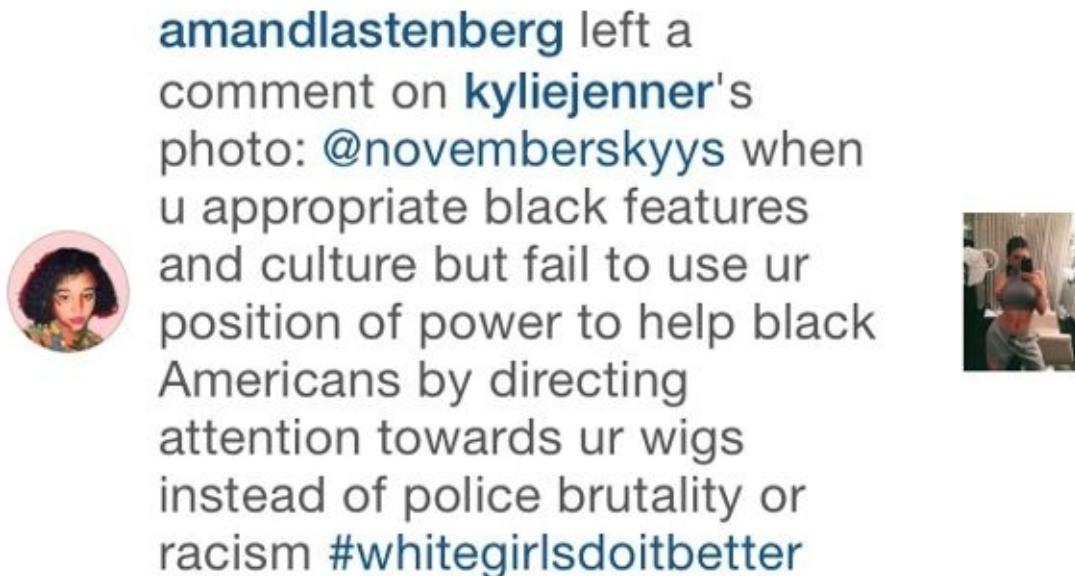 amandlastenberg left a
comment on kyliejenner's
photo: @novemberskyys when
u appropriate black features
and culture but fail to use ur
position of power to help black
Americans by directing
attention towards ur wigs
instead of police brutality or
racism #whitegirlsdoitbetter